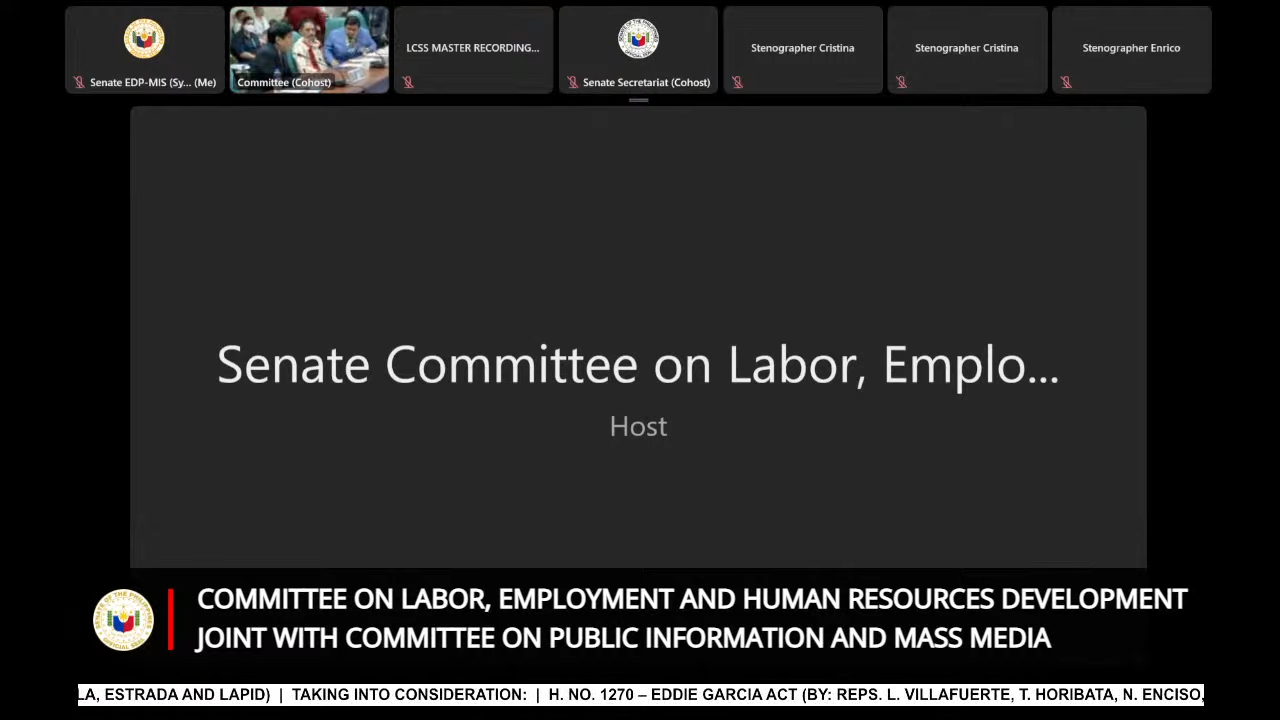 LCSS MASTER RECORDING...
Stenographer Cristina
Stenographer Cristina
Stenographer Enrico
Senate EDP-MIS (Sy... (Me)
Committee (Cohost)
Senate Secretariat (Cohost)
Senate Committee on Labor, Emplo...
Host
COMMITTEE ON LABOR, EMPLOYMENT AND HUMAN RESOURCES DEVELOPMENT
JOINT WITH COMMITTEE ON PUBLIC INFORMATION AND MASS MEDIA
LA, ESTRADA AND LAPID) | TAKING INTO CONSIDERATION: | H. NO. 1270 – EDDIE GARCIA ACT (BY: REPS. L. VILLAFUERTE, T. HORIBATA, N. ENCISO,